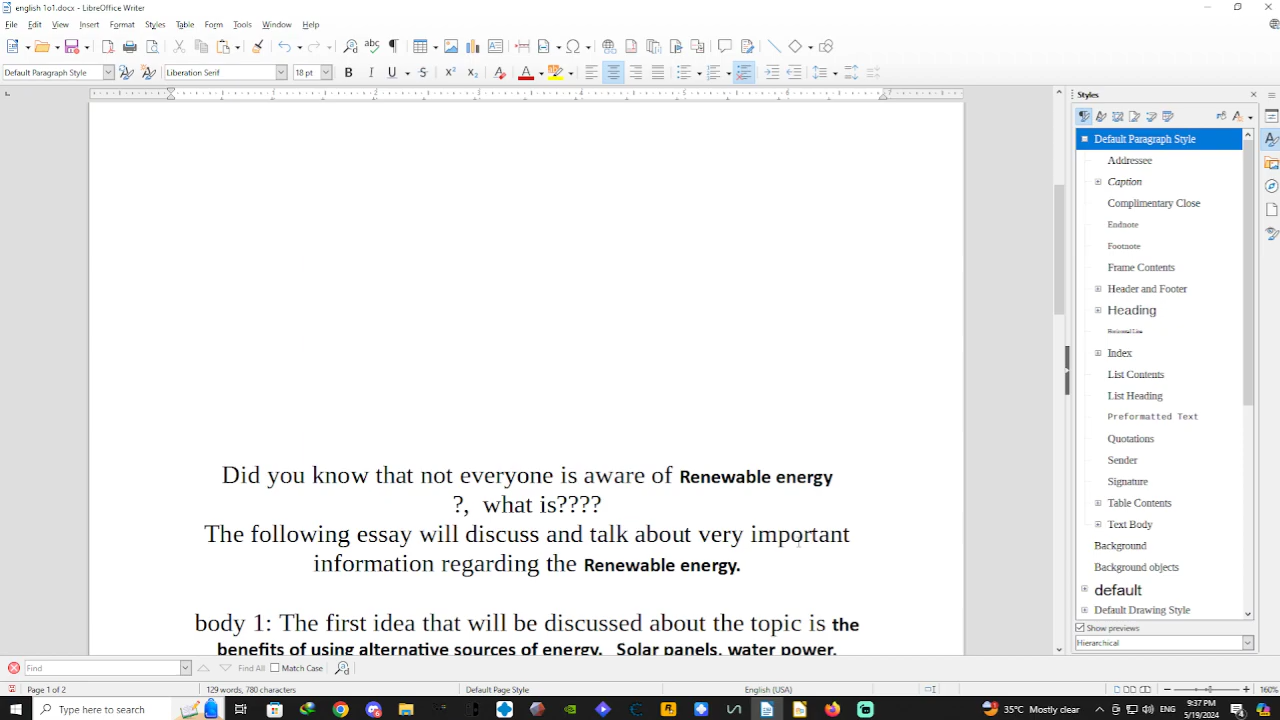 english 1o1.docx - LibreOffice Writer
File Edit View Insert Format Styles Table Form Tools Window Help
Default Paragraph Style Liberation Serif 18 pt
Styles
Default Paragraph Style
Addressee
Caption
Complimentary Close
Endnote
Footnote
Frame Contents
Header and Footer
Heading
Horizontal Line
Index
List Contents
List Heading
Preformatted Text
Quotations
Sender
Signature
Table Contents
Text Body
Background
Background objects
default
Default Drawing Style
Show previews
Hierarchical
Did you know that not everyone is aware of Renewable energy
?,  what is????
The following essay will discuss and talk about very important
information regarding the Renewable energy.
body 1: The first idea that will be discussed about the topic is the
benefits of using alternative sources of energy.   Solar panels, water power,
Find Find All Match Case
Page 1 of 2 129 words, 780 characters Default Page Style English (USA) 160%
Type here to search 35°C Mostly clear ENG 9:37 PM
5/19/2024